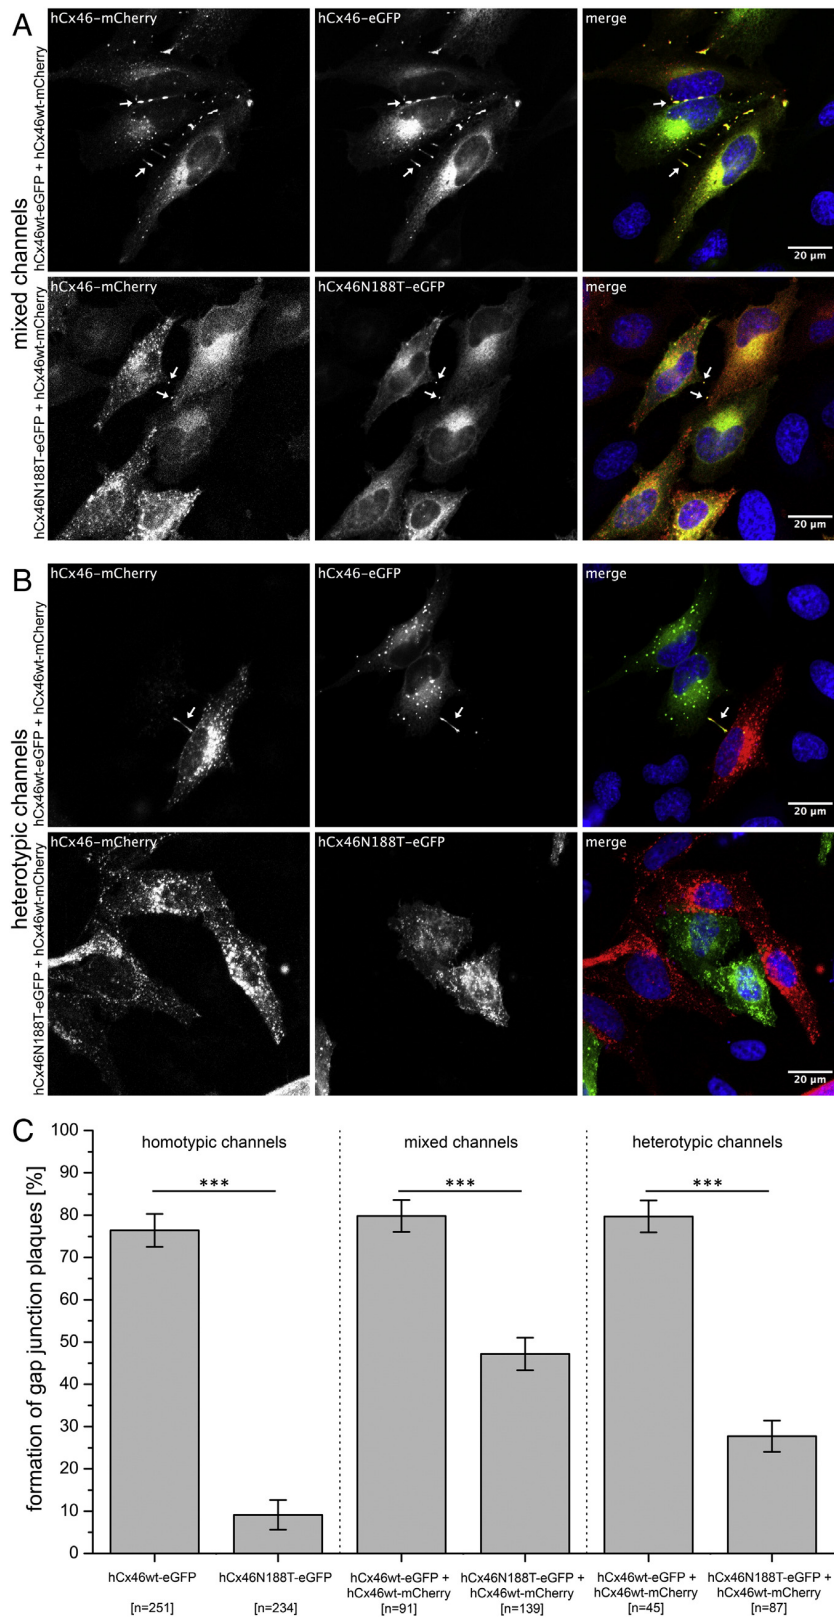 A
mixed channels
hCx46wt-eGFP + hCx46wt-mCherry
hCx46-mCherry
hCx46-eGFP
merge
20 µm
hCx46N188T-eGFP + hCx46wt-mCherry
hCx46-mCherry
hCx46N188T-eGFP
merge
20 µm
B
heterotypic channels
hCx46wt-eGFP + hCx46wt-mCherry
hCx46-mCherry
hCx46-eGFP
merge
20 µm
hCx46N188T-eGFP + hCx46wt-mCherry
hCx46-mCherry
hCx46N188T-eGFP
merge
20 µm
C
formation of gap junction plaques [%]
100
90
80
70
60
50
40
30
20
10
0
homotypic channels
mixed channels
heterotypic channels
***
***
***
hCx46wt-eGFP
[n=251]
hCx46N188T-eGFP
[n=234]
hCx46wt-eGFP +
hCx46wt-mCherry
[n=91]
hCx46N188T-eGFP +
hCx46wt-mCherry
[n=139]
hCx46wt-eGFP +
hCx46wt-mCherry
[n=45]
hCx46N188T-eGFP +
hCx46wt-mCherry
[n=87]